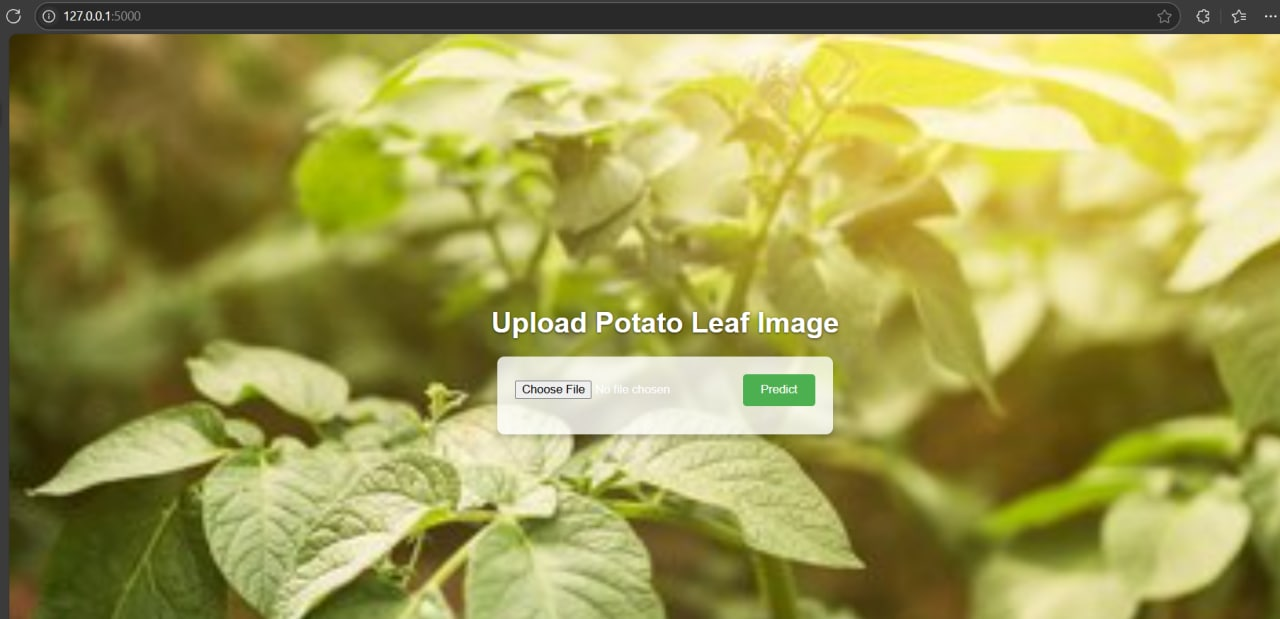 127.0.0.1:5000
Upload Potato Leaf Image
Choose File No file chosen
Predict